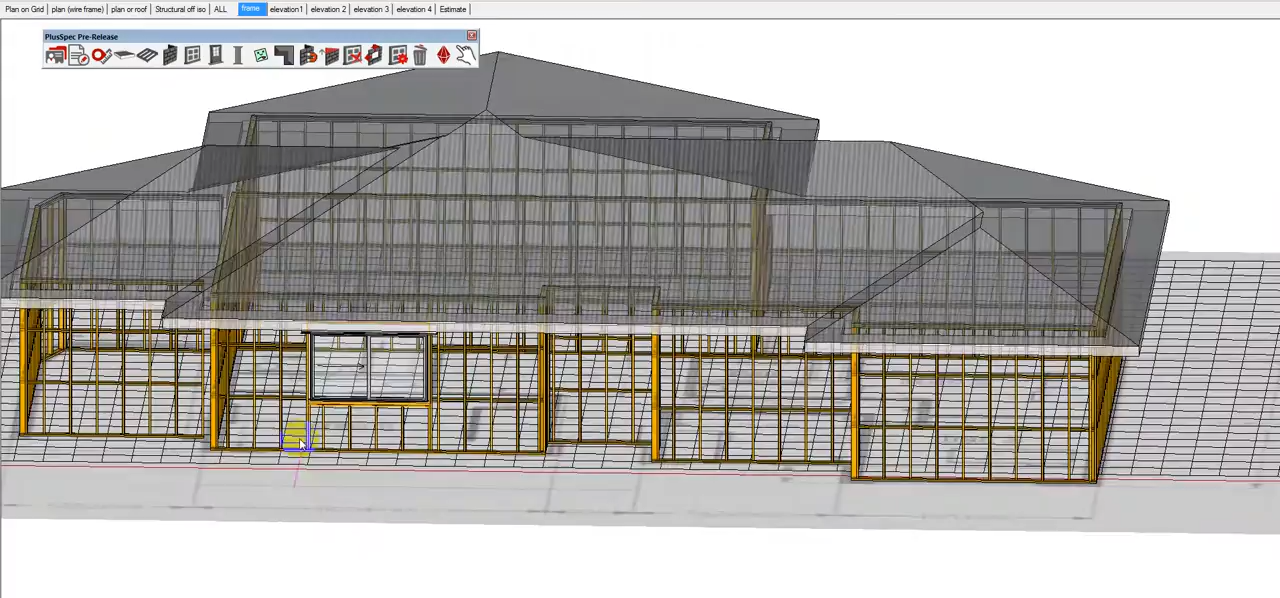 Plan on Grid | plan (wire frame) | plan or roof | Structural off iso | ALL | frame | elevation1 | elevation 2 | elevation 3 | elevation 4 | Estimate |
PlusSpec Pre-Release